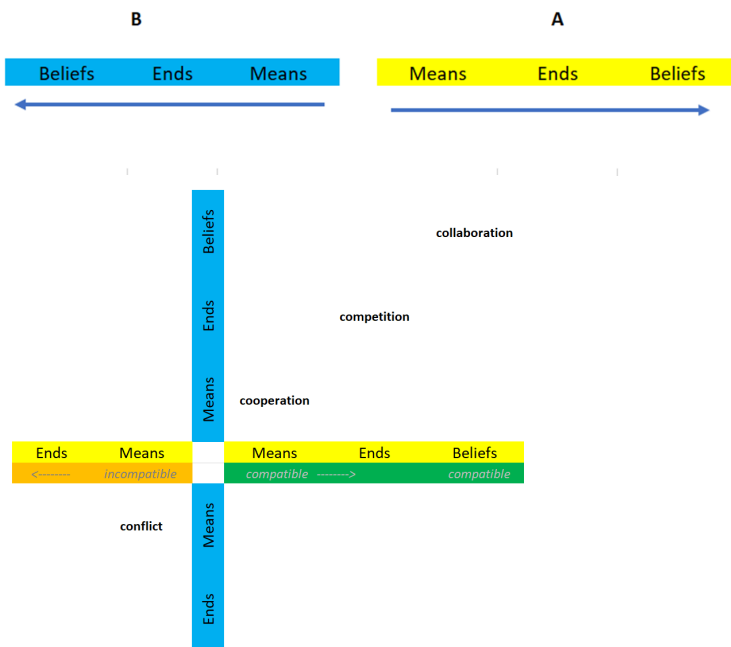 B
A
Beliefs Ends Means
Means Ends Beliefs
Beliefs
collaboration
Ends
competition
Means
cooperation
Ends Means
Means Ends Beliefs
<-------- incompatible
compatible --------> compatible
conflict
Means
Ends